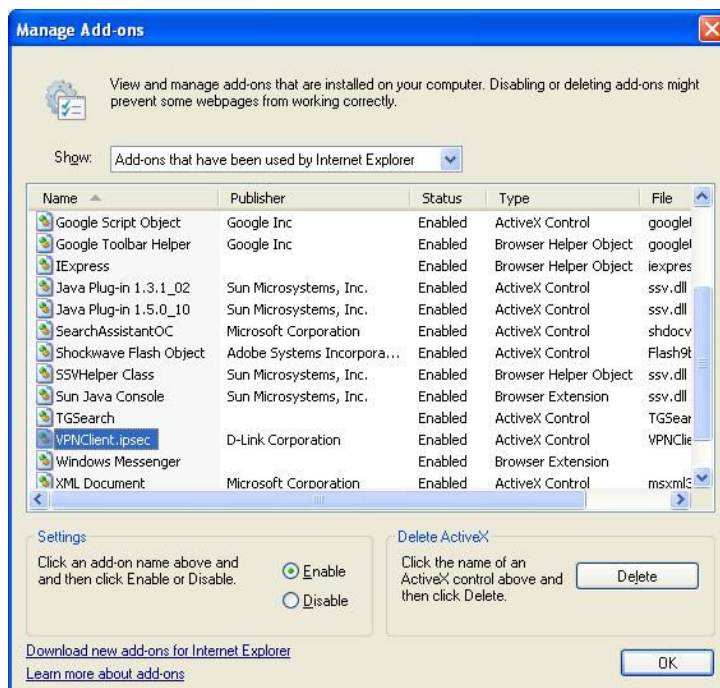 Manage Add-ons
View and manage add-ons that are installed on your computer. Disabling or deleting add-ons might
prevent some webpages from working correctly.
Show: Add-ons that have been used by Internet Explorer
Name Publisher Status Type File
Google Script Object Google Inc Enabled ActiveX Control googlet
Google Toolbar Helper Google Inc Enabled Browser Helper Object googlet
IExpress Enabled Browser Helper Object iexpres
Java Plug-in 1.3.1_02 Sun Microsystems, Inc. Enabled ActiveX Control ssv.dll
Java Plug-in 1.5.0_10 Sun Microsystems, Inc. Enabled ActiveX Control ssv.dll
SearchAssistantOC Microsoft Corporation Enabled ActiveX Control shdocv
Shockwave Flash Object Adobe Systems Incorpora... Enabled ActiveX Control Flash9b
SSVHelper Class Sun Microsystems, Inc. Enabled Browser Helper Object ssv.dll
Sun Java Console Sun Microsystems, Inc. Enabled Browser Extension ssv.dll
TGSearch Enabled ActiveX Control TGSear
VPNClient.ipsec D-Link Corporation Enabled ActiveX Control VPNClie
Windows Messenger Enabled Browser Extension
XML Document Microsoft Corporation Enabled ActiveX Control msxml3
Settings
Click an add-on name above and
and then click Enable or Disable.
Enable
Disable
Delete ActiveX
Click the name of an
ActiveX control above and
then click Delete.
Delete
Download new add-ons for Internet Explorer
Learn more about add-ons
OK